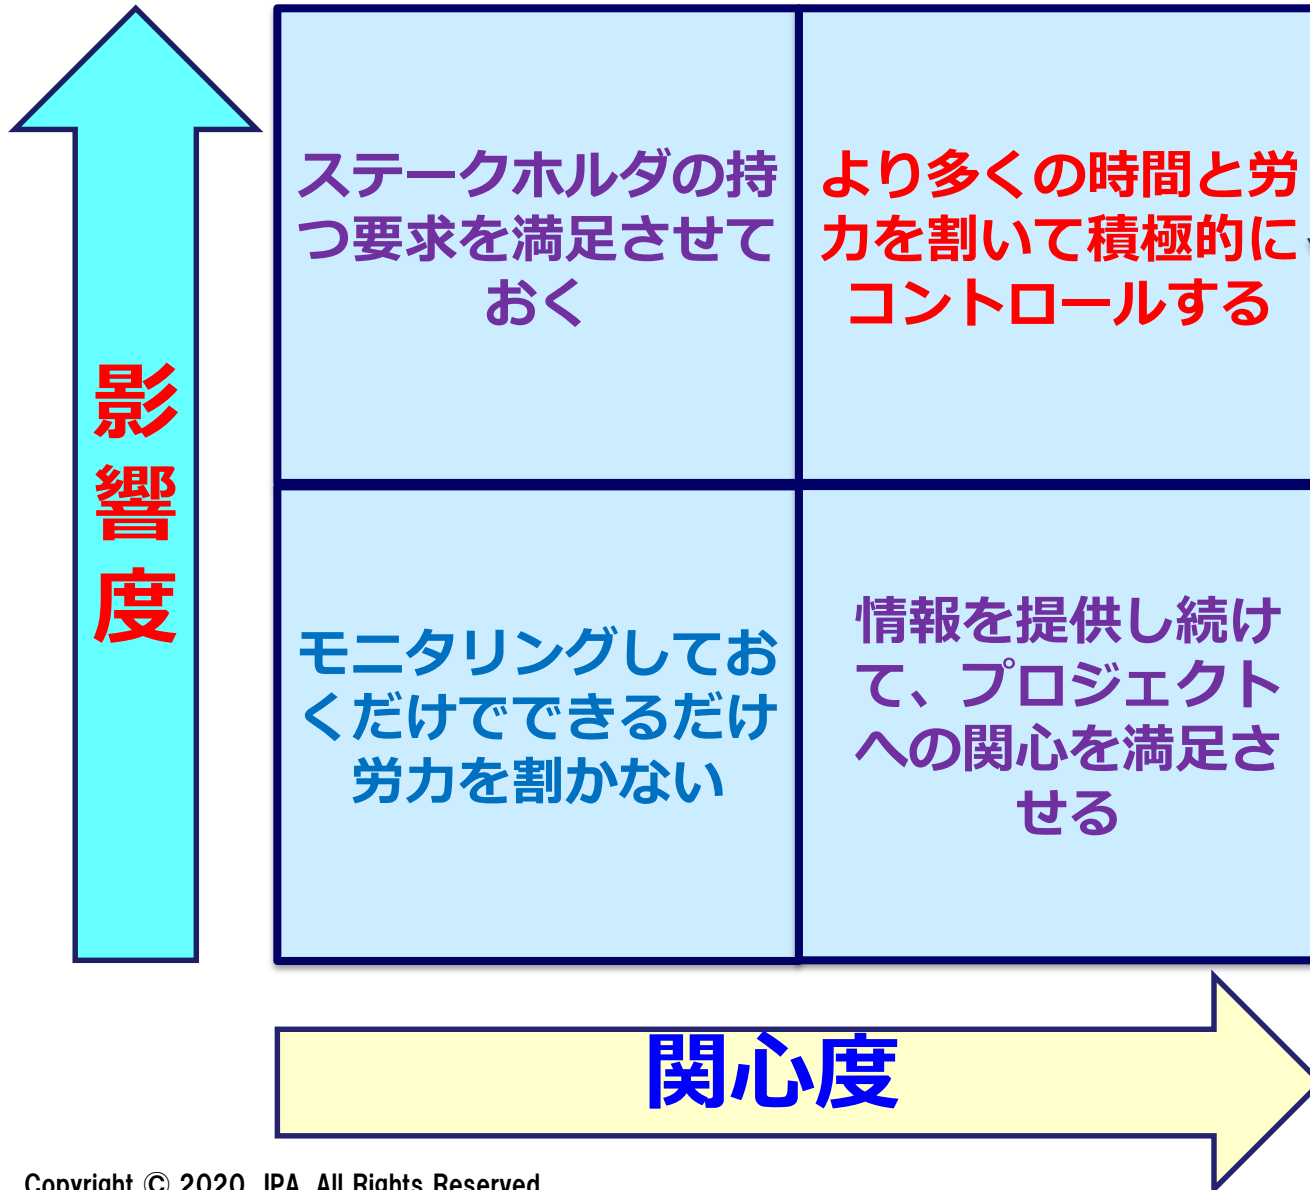 ステークホルダの持
つ要求を満足させて
おく
より多くの時間と労
力を割いて積極的に
コントロールする
影
響
度
モニタリングしてお
くだけでできるだけ
労力を割かない
情報を提供し続け
て、プロジェクト
への関心を満足さ
せる
関心度
Copyright © 2020 IPA, All Rights Reserved